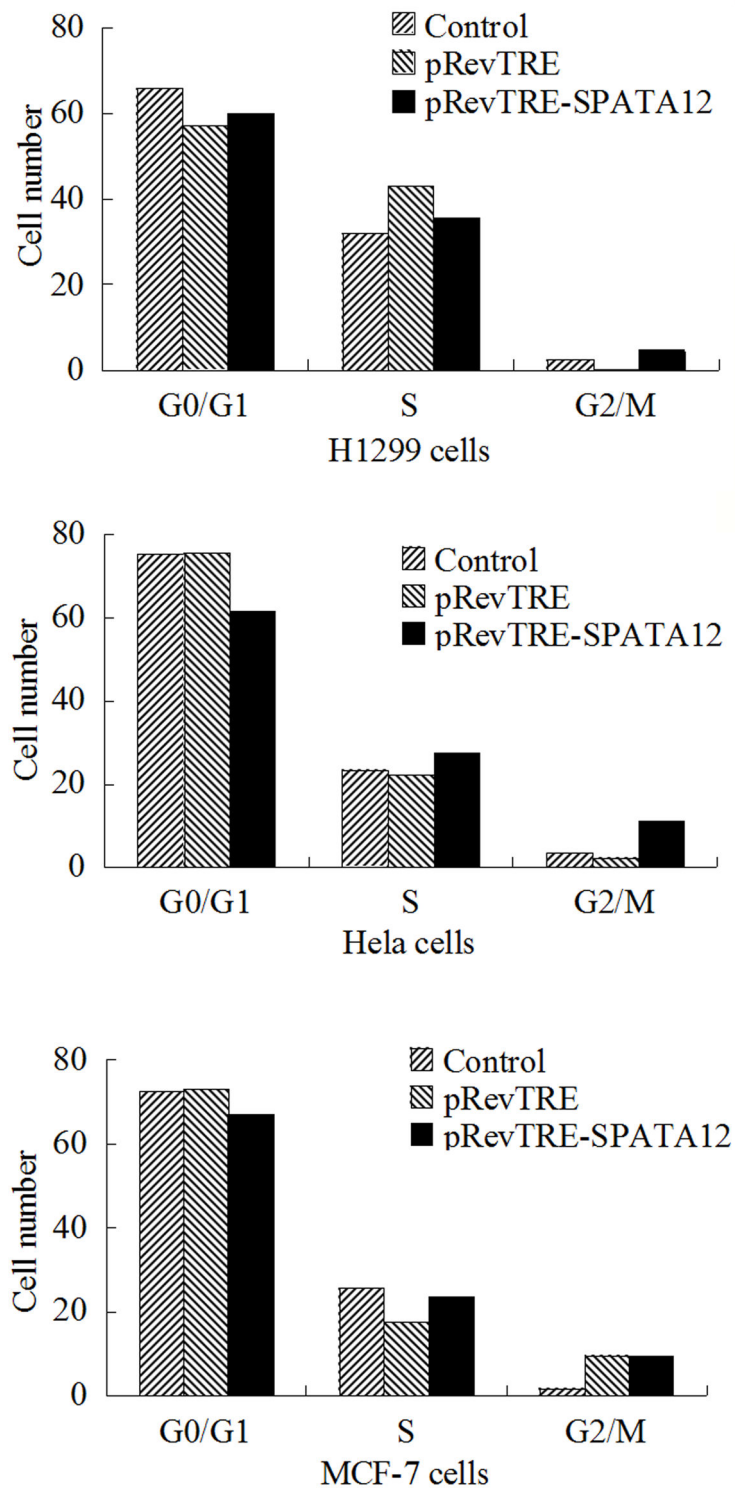 80
60
40
20
0
Cell number
Control
pRevTRE
pRevTRE-SPATA12
G0/G1 S G2/M
H1299 cells
80
60
40
20
0
Cell number
Control
pRevTRE
pRevTRE-SPATA12
G0/G1 S G2/M
Hela cells
80
60
40
20
0
Cell number
Control
pRevTRE
pRevTRE-SPATA12
G0/G1 S G2/M
MCF-7 cells